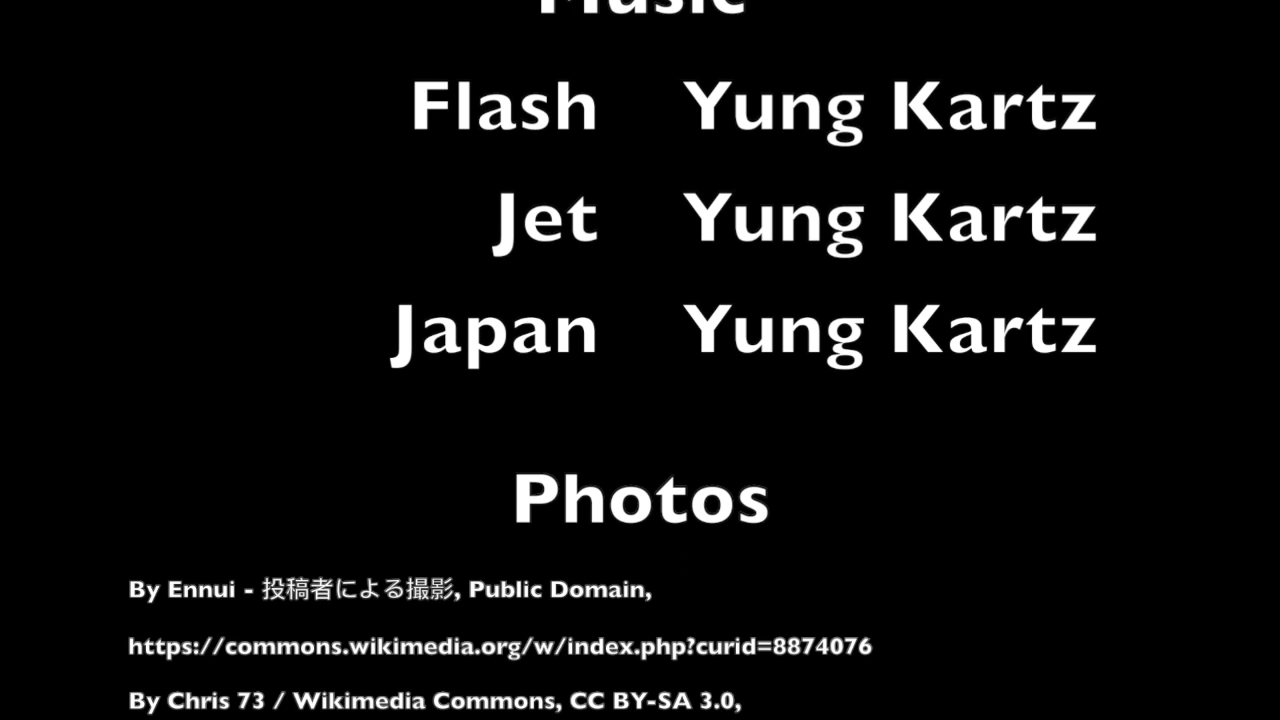 Music
Flash Yung Kartz
Jet Yung Kartz
Japan Yung Kartz
Photos
By Ennui - 投稿者による撮影, Public Domain,
https://commons.wikimedia.org/w/index.php?curid=8874076
By Chris 73 / Wikimedia Commons, CC BY-SA 3.0,